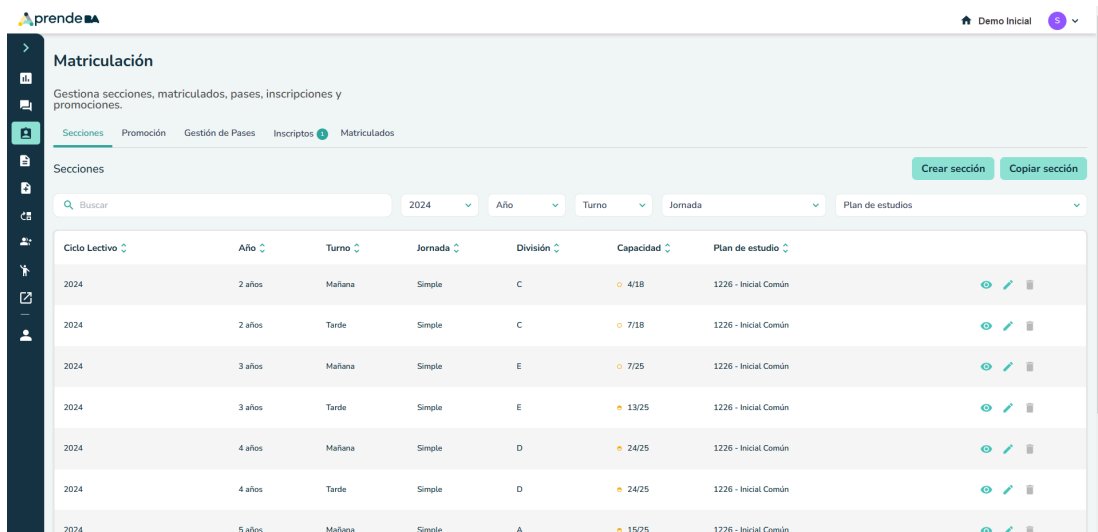 Aprende BA
Demo Inicial
S
Matriculación
Gestiona secciones, matriculados, pases, inscripciones y
promociones.
Secciones Promoción Gestión de Pases Inscriptos 1 Matriculados
Secciones
Crear sección Copiar sección
Buscar 2024 Año Turno Jornada Plan de estudios
Ciclo Lectivo Año Turno Jornada División Capacidad Plan de estudio
2024 2 años Mañana Simple C 4/18 1226 - Inicial Común
2024 2 años Tarde Simple C 7/18 1226 - Inicial Común
2024 3 años Mañana Simple E 7/25 1226 - Inicial Común
2024 3 años Tarde Simple E 13/25 1226 - Inicial Común
2024 4 años Mañana Simple D 24/25 1226 - Inicial Común
2024 4 años Tarde Simple D 24/25 1226 - Inicial Común
2024 5 años Mañana Simple A 15/25 1226 - Inicial Común